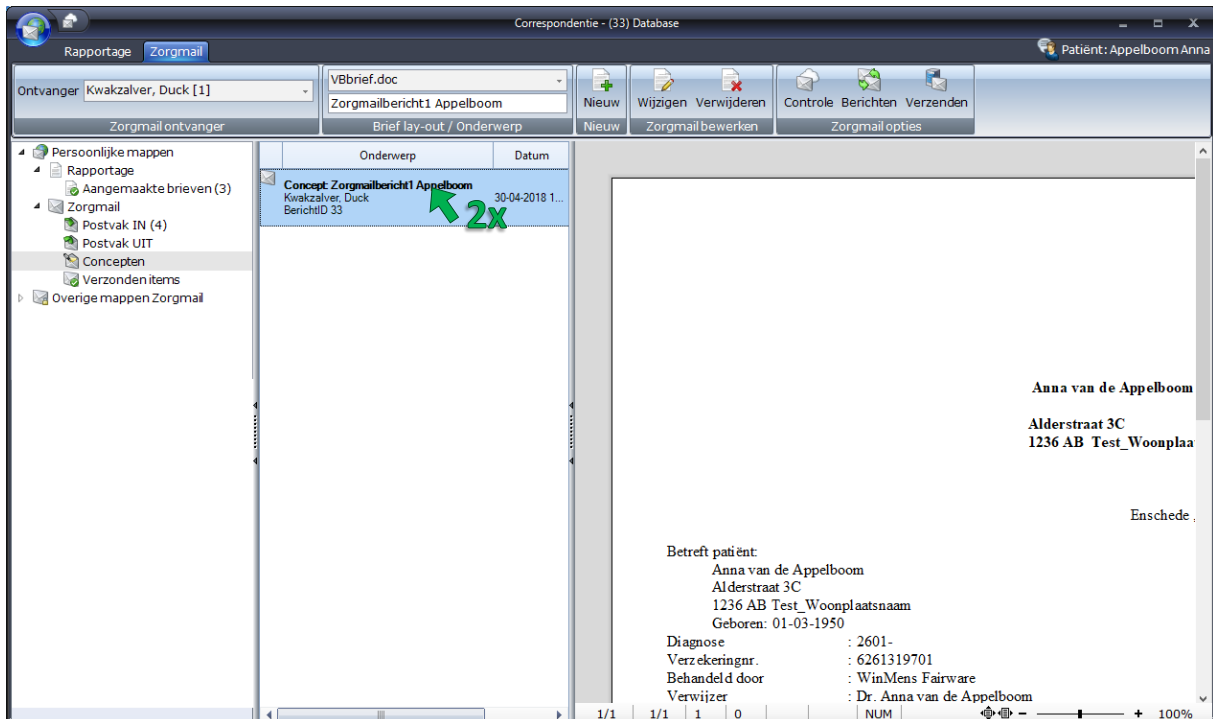 Correspondentie - (33) Database
Rapportage Zorgmail
Patiënt: Appelboom Anna
Ontvanger Kwakzalver, Duck [1]
Zorgmail ontvanger
VBbrief.doc
Zorgmailbericht1 Appelboom
Brief lay-out / Onderwerp
Nieuw
Nieuw
Wijzigen Verwijderen
Zorgmail bewerken
Controle Berichten Verzenden
Zorgmail opties
Persoonlijke mappen
Rapportage
Aangemaakte brieven (3)
Zorgmail
Postvak IN (4)
Postvak UIT
Concepten
Verzonden items
Overige mappen Zorgmail
Onderwerp Datum
Concept: Zorgmailbericht1 Appelboom
Kwakzalver, Duck 30-04-2018 1...
BerichtID 33
2x
Anna van de Appelboom
Alderstraat 3C
1236 AB Test_Woonplaa
Enschede ,
Betreft patiënt:
Anna van de Appelboom
Alderstraat 3C
1236 AB Test_Woonplaatsnaam
Geboren: 01-03-1950
Diagnose : 2601-
Verzekeringnr. : 6261319701
Behandeld door : WinMens Fairware
Verwijzer : Dr. Anna van de Appelboom
1/1 1/1 1 0 NUM 100%